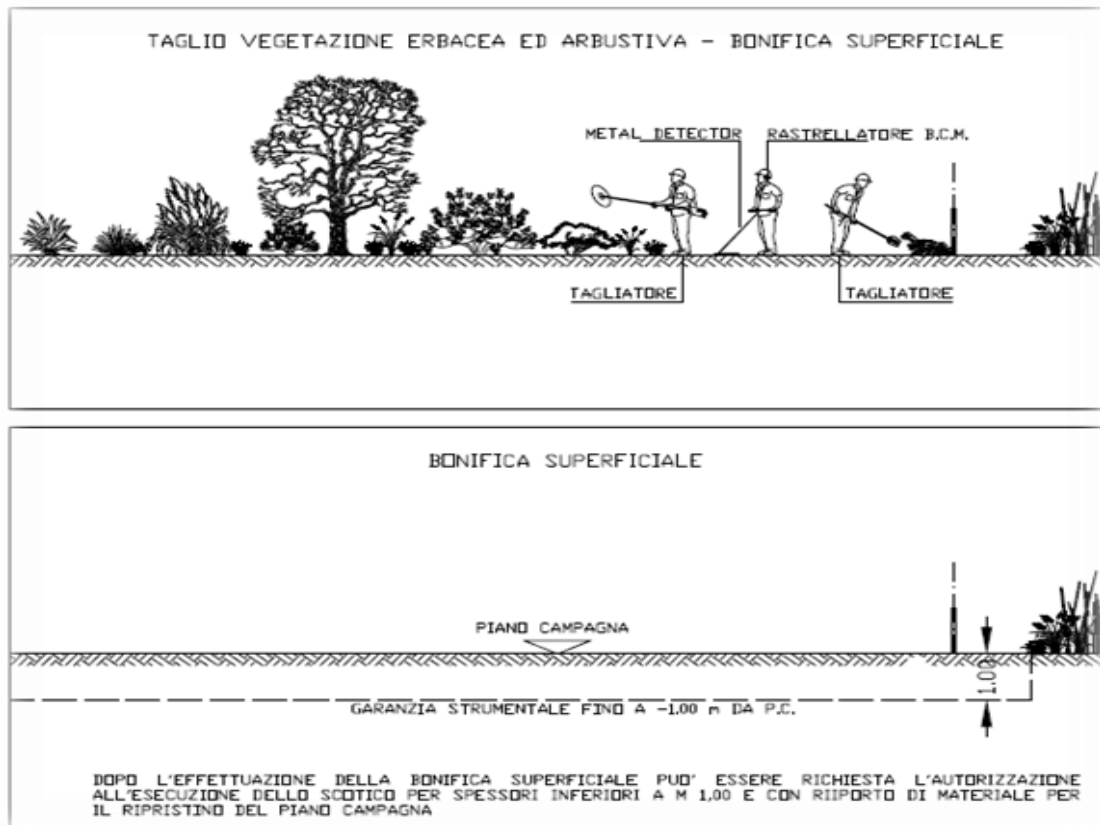 TAGLIO VEGETAZIONE ERBACEA ED ARBUSTIVA - BONIFICA SUPERFICIALE
METAL DETECTOR
RASTRELLATORE B.C.M.
TAGLIATORE
TAGLIATORE
BONIFICA SUPERFICIALE
PIANO CAMPAGNA
1.00
GARANZIA STRUMENTALE FINO A -1.00 m DA P.C.
DOPO L'EFFETTUAZIONE DELLA BONIFICA SUPERFICIALE PUO' ESSERE RICHIESTA L'AUTORIZZAZIONE
ALL'ESECUZIONE DELLO SCOTICO PER SPESSORI INFERIORI A M 1,00 E CON RIIPORTO DI MATERIALE PER
IL RIPRISTINO DEL PIANO CAMPAGNA